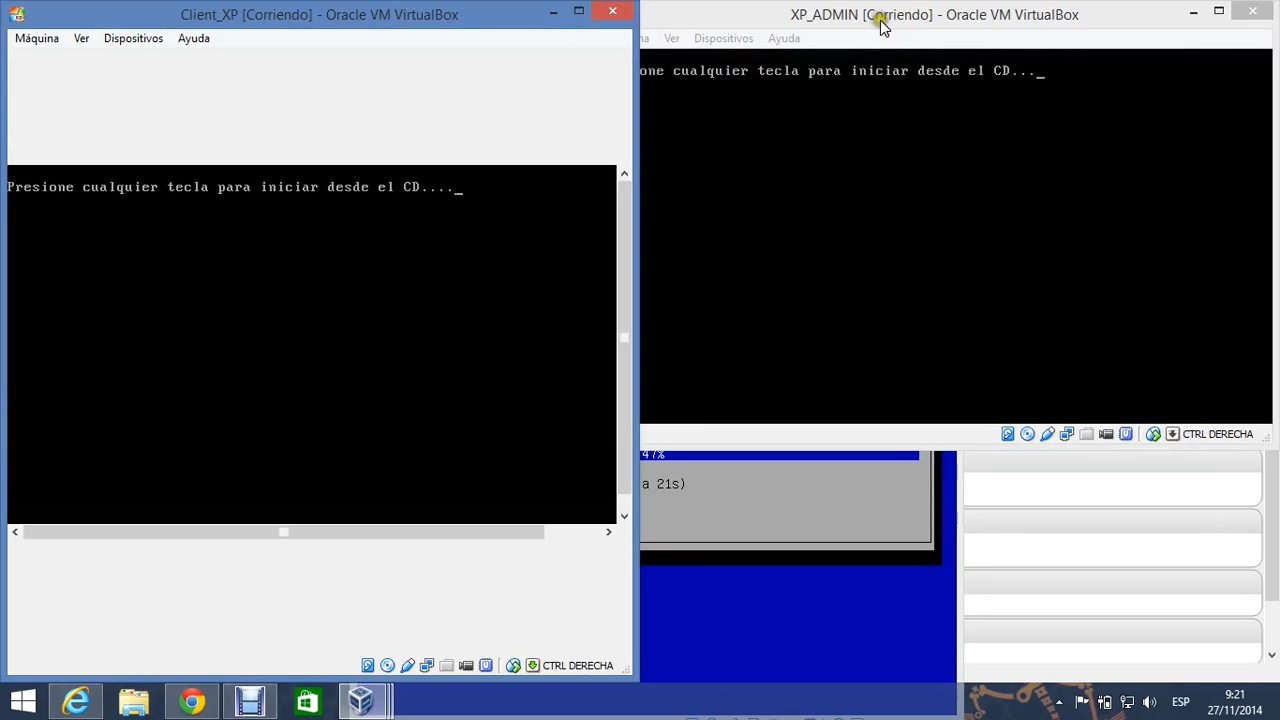 Client_XP [Corriendo] - Oracle VM VirtualBox
Máquina Ver Dispositivos Ayuda
Presione cualquier tecla para iniciar desde el CD...._
CTRL DERECHA
XP_ADMIN [Corriendo] - Oracle VM VirtualBox
na Ver Dispositivos Ayuda
one cualquier tecla para iniciar desde el CD..._
CTRL DERECHA
47%
a 21s)
ESP
9:21
27/11/2014